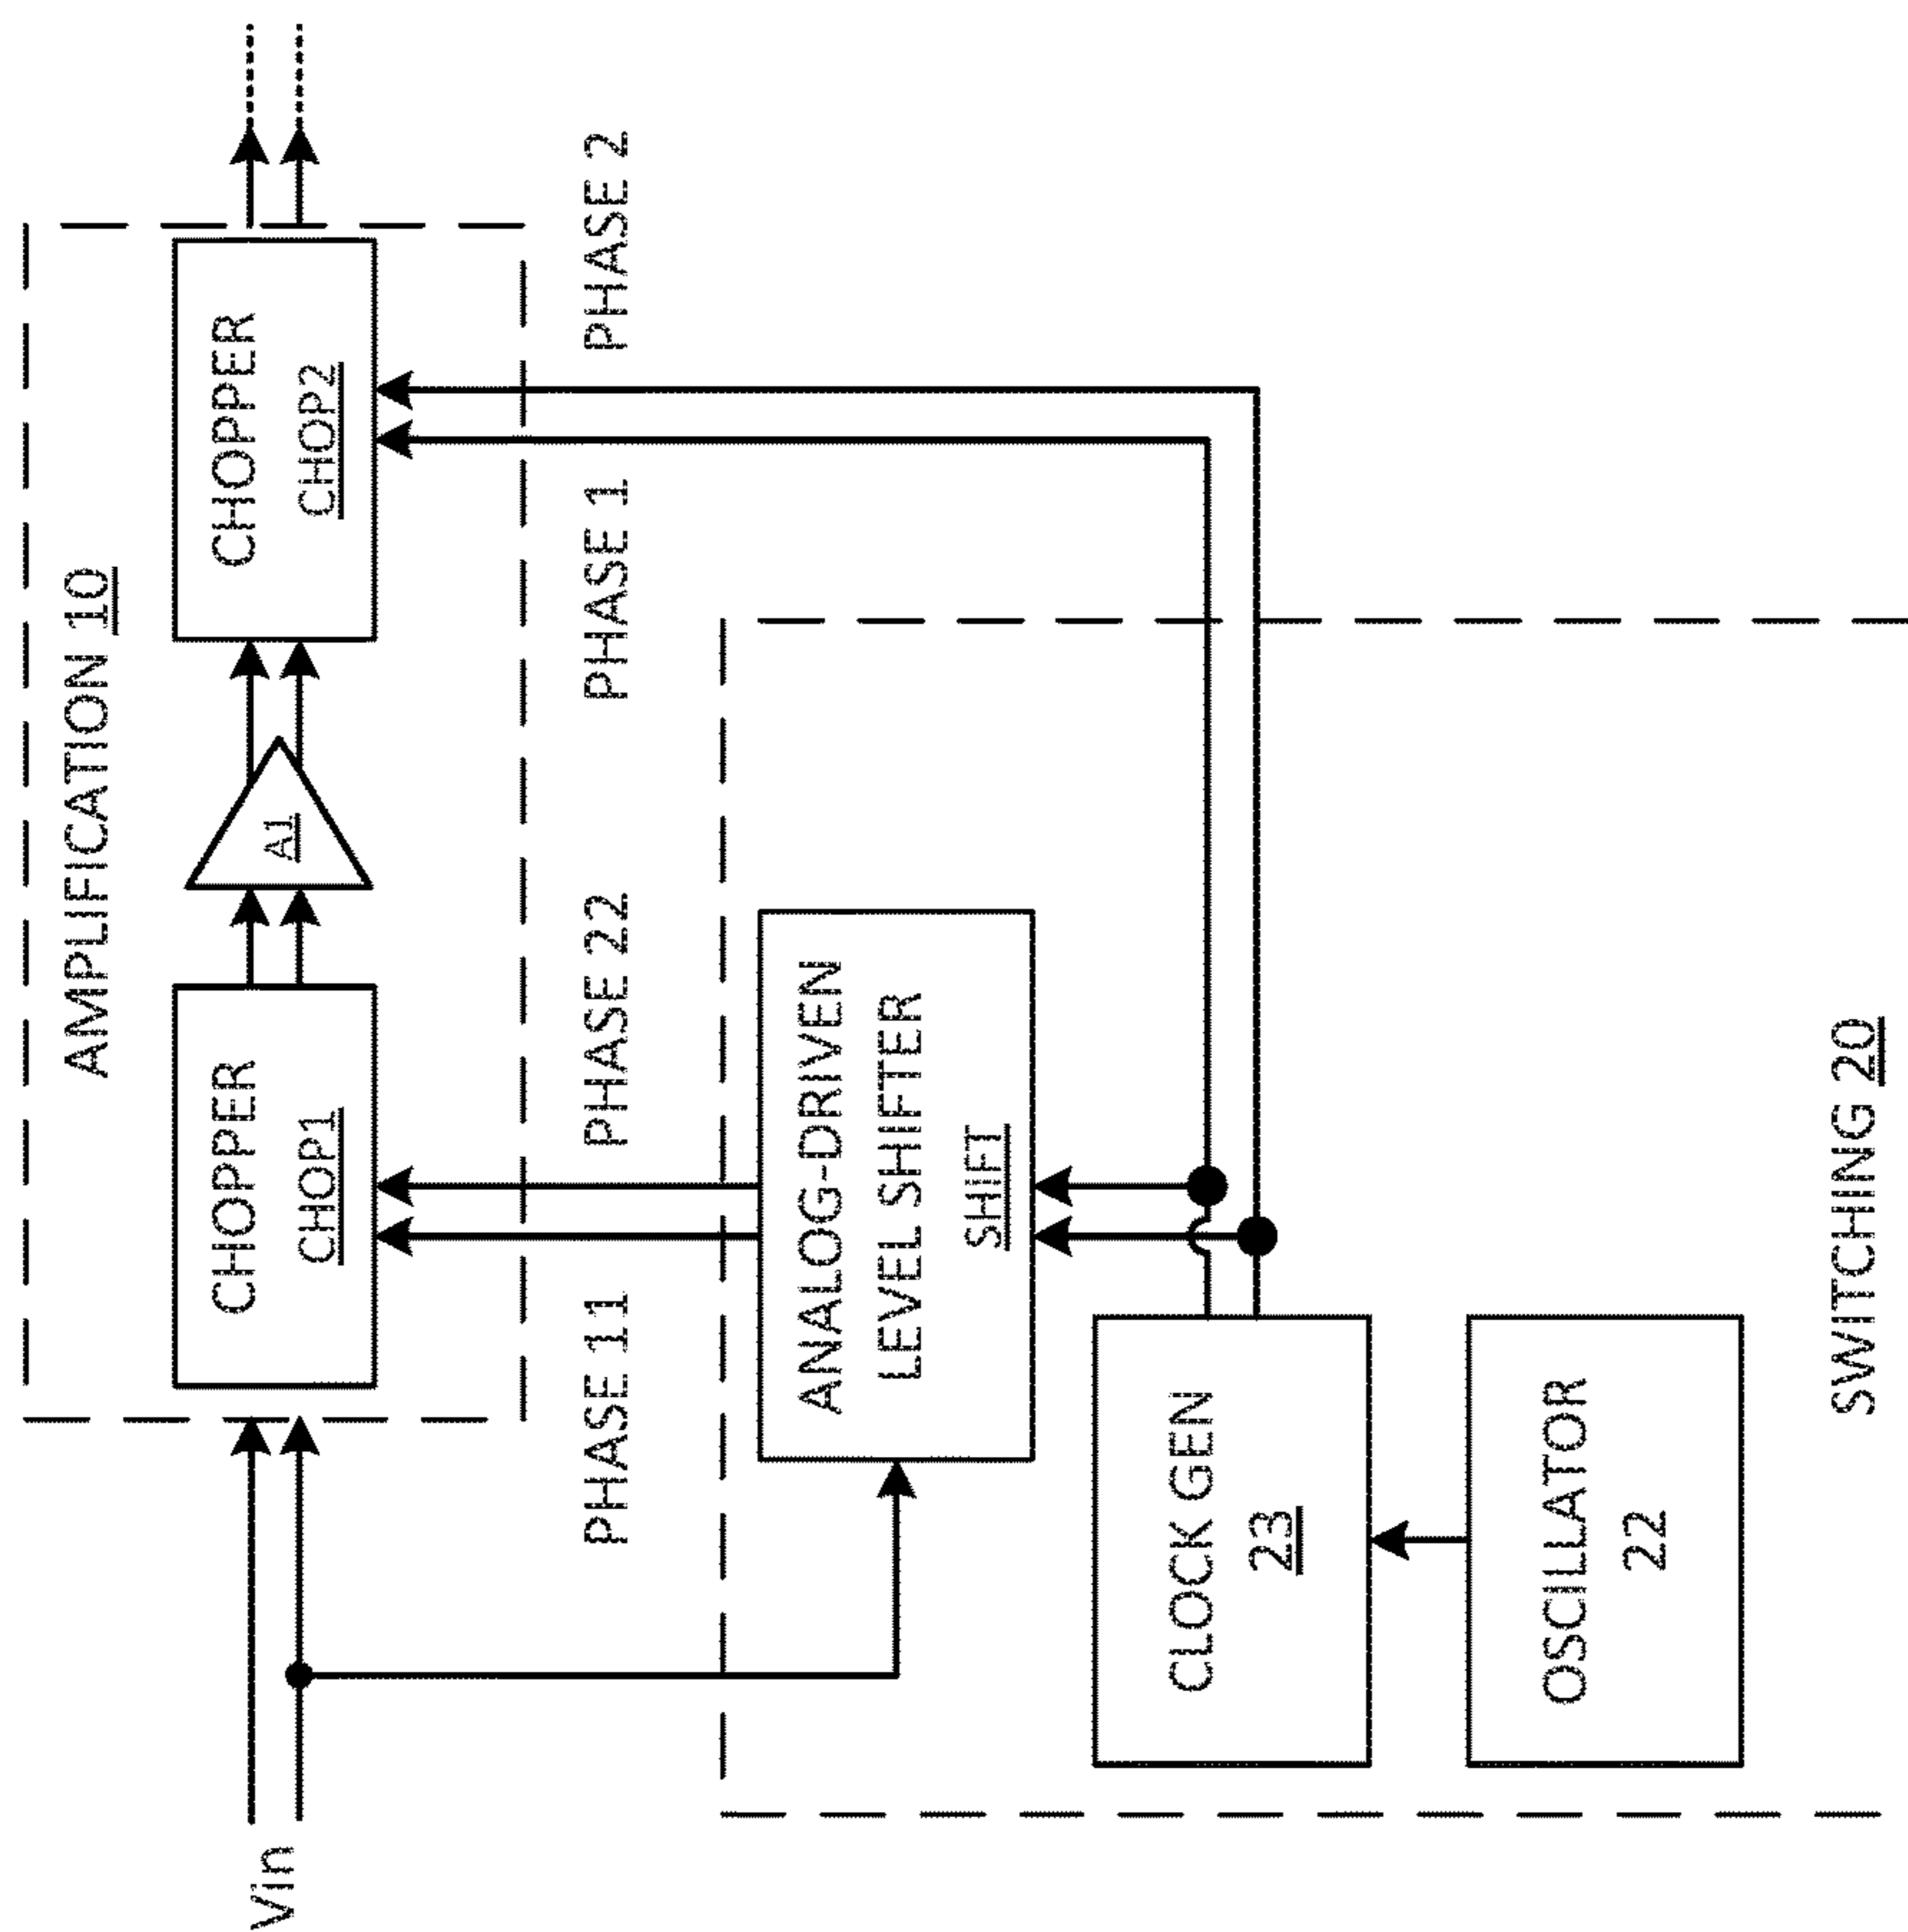 AMPLIFICATION 10
Vin
CHOPPER
CHOP1
A1
CHOPPER
CHOP2
PHASE 11
PHASE 22
PHASE 1
PHASE 2
ANALOG-DRIVEN
LEVEL SHIFTER
SHIFT
CLOCK GEN
23
OSCILLATOR
22
SWITCHING 20